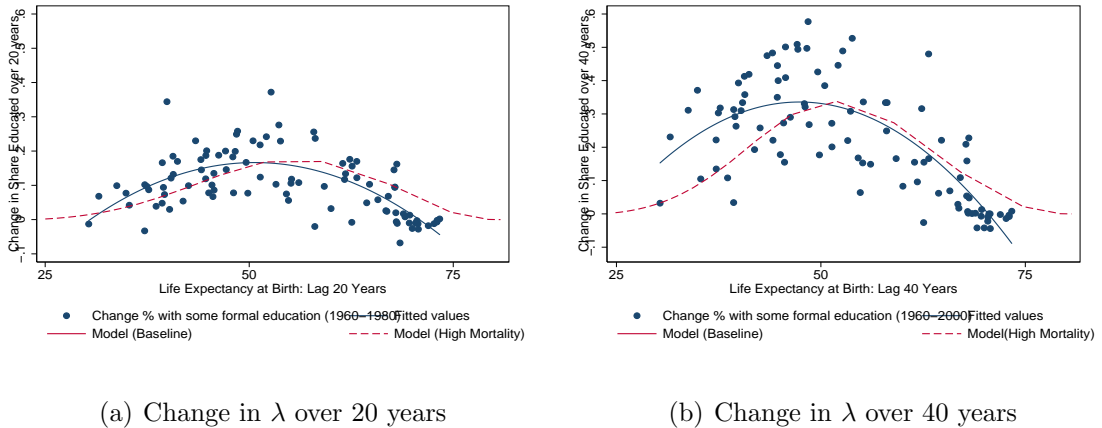 Change in Share Educated over 20 years
-.1 0 .1 .2 .3 .4 .5 .6
25 50 75
Life Expectancy at Birth: Lag 20 Years
Change % with some formal education (1960–1980) Fitted values
Model (Baseline) Model (High Mortality)
(a) Change in λ over 20 years
Change in Share Educated over 40 years
-.1 0 .1 .2 .3 .4 .5 .6
25 50 75
Life Expectancy at Birth: Lag 40 Years
Change % with some formal education (1960–2000) Fitted values
Model (Baseline) Model(High Mortality)
(b) Change in λ over 40 years